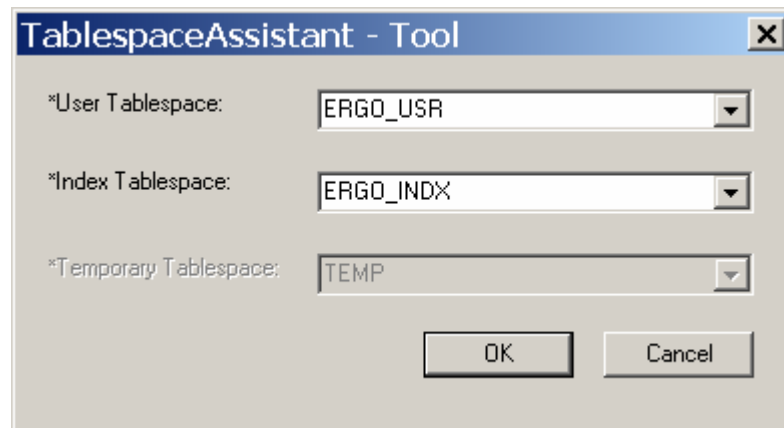 TablespaceAssistant - Tool
*User Tablespace: ERGO_USR
*Index Tablespace: ERGO_INDX
*Temporary Tablespace: TEMP
OK Cancel